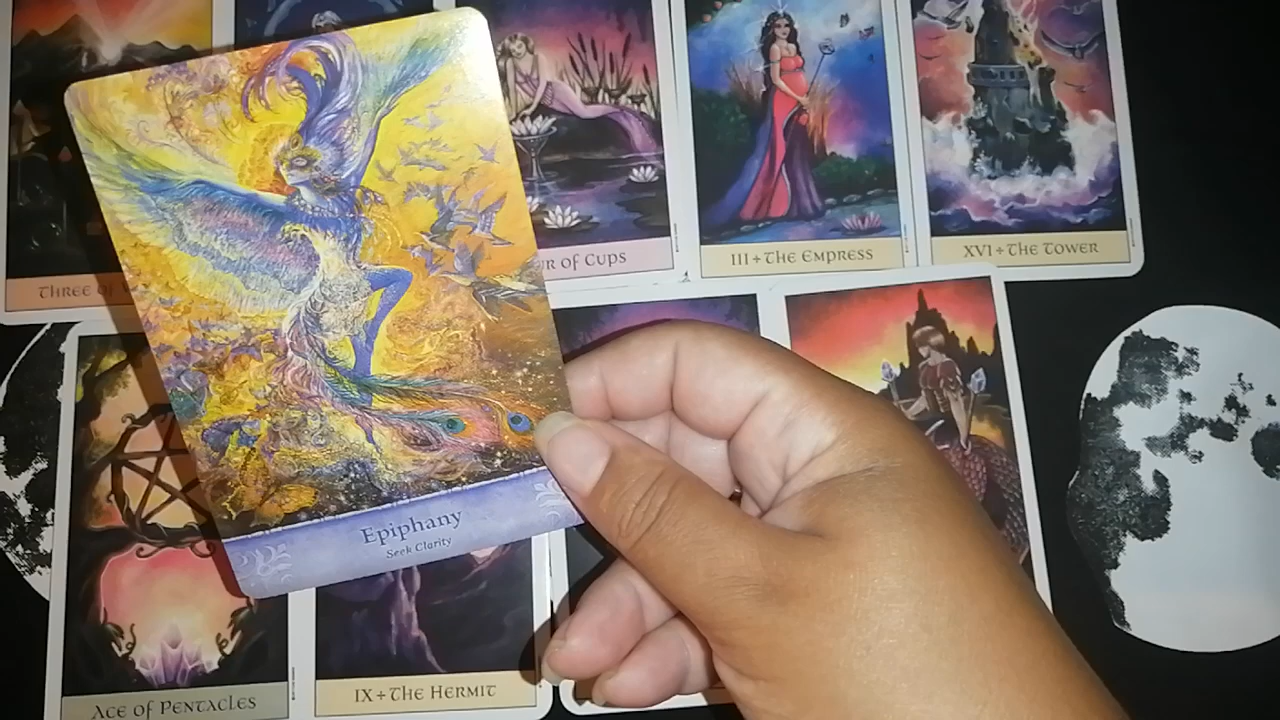 THREE OF
R OF CUPS
III + THE EMPRESS
XVI + THE TOWER
Epiphany
Seek Clarity
ACE OF PENTACLES
IX + THE HERMIT